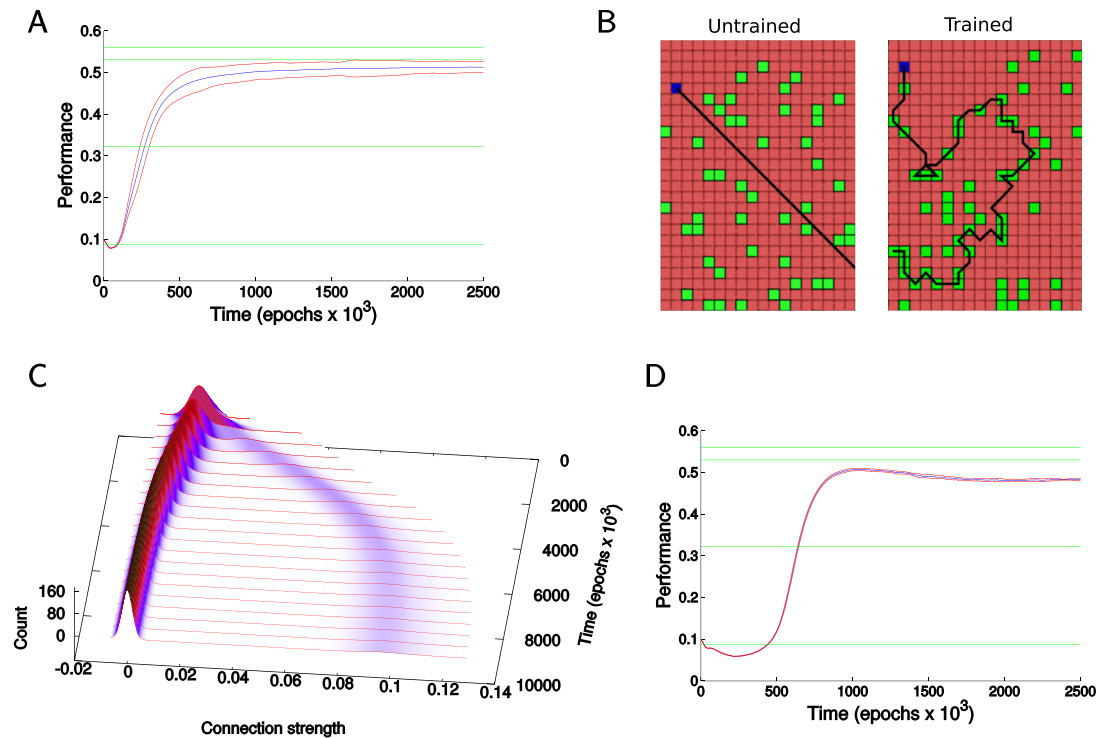 A
0.6
0.5
0.4
0.3
0.2
0.1
0
Performance
0 500 1000 1500 2000 2500
Time (epochs x 10³)
B
Untrained Trained
C
160
80
0
Count
-0.02 0 0.02 0.04 0.06 0.08 0.1 0.12 0.14
Connection strength
0
2000
4000
6000
8000
10000
Time (epochs x 10³)
D
0.6
0.5
0.4
0.3
0.2
0.1
0
Performance
0 500 1000 1500 2000 2500
Time (epochs x 10³)